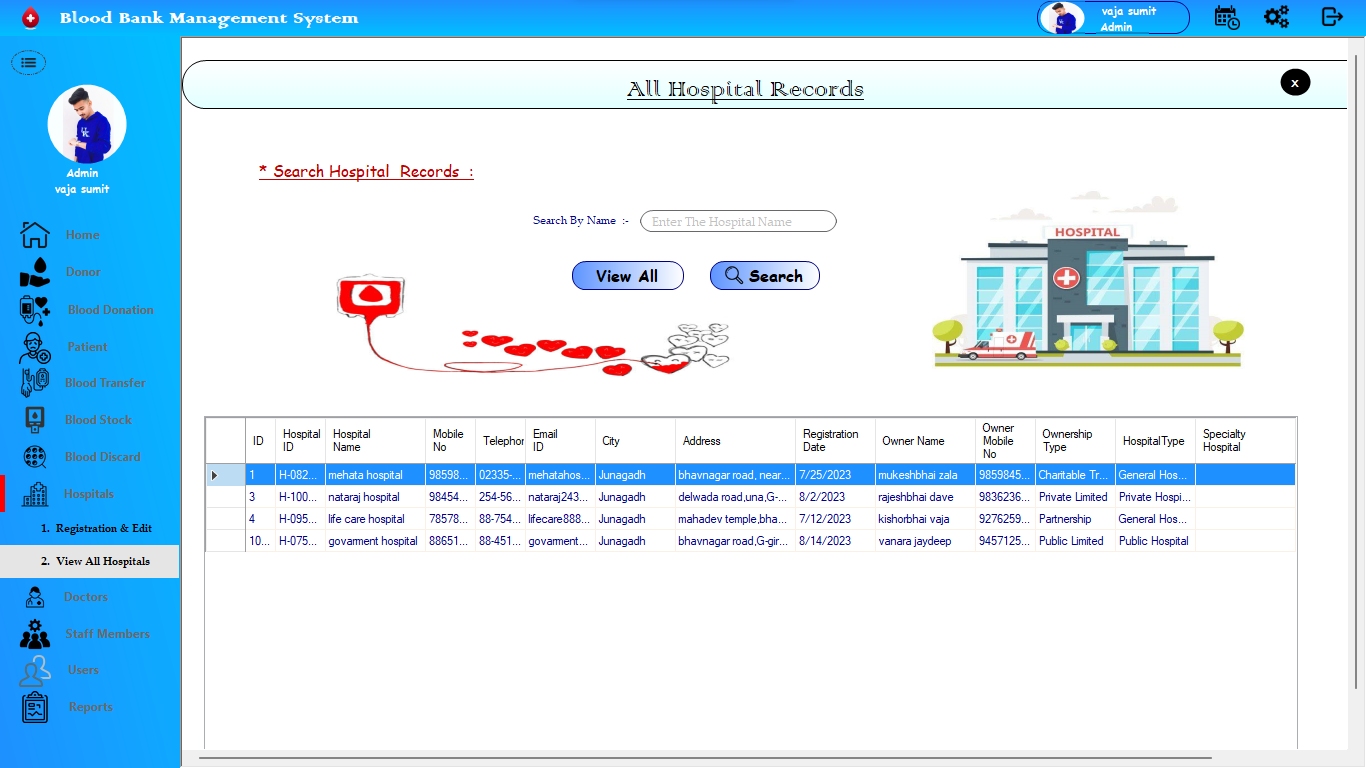 Blood Bank Management System
vaja sumit
Admin
Admin
vaja sumit
Home
Donor
Blood Donation
Patient
Blood Transfer
Blood Stock
Blood Discard
Hospitals
1. Registration & Edit
2. View All Hospitals
Doctors
Staff Members
Users
Reports
All Hospital Records
x
* Search Hospital Records :
Search By Name :-
Enter The Hospital Name
View All
Search
HOSPITAL
ID Hospital ID Hospital Name Mobile No Telephor Email ID City Address Registration Date Owner Name Owner Mobile No Ownership Type HospitalType Specialty Hospital
1 H-082... mehata hospital 98598... 02335-... mehatahos... Junagadh bhavnagar road, near... 7/25/2023 mukeshbhai zala 9859845... Charitable Tr... General Hos...
3 H-100... nataraj hospital 98454... 254-56... nataraj243... Junagadh delwada road,una,G-... 8/2/2023 rajeshbhai dave 9836236... Private Limited Private Hospi...
4 H-095... life care hospital 78578... 88-754... lifecare888... Junagadh mahadev temple,bha... 7/12/2023 kishorbhai vaja 9276259... Partnership General Hos...
10... H-075... govarment hospital 88651... 88-451... govarment... Junagadh bhavnagar road,G-gir... 8/14/2023 vanara jaydeep 9457125... Public Limited Public Hospital